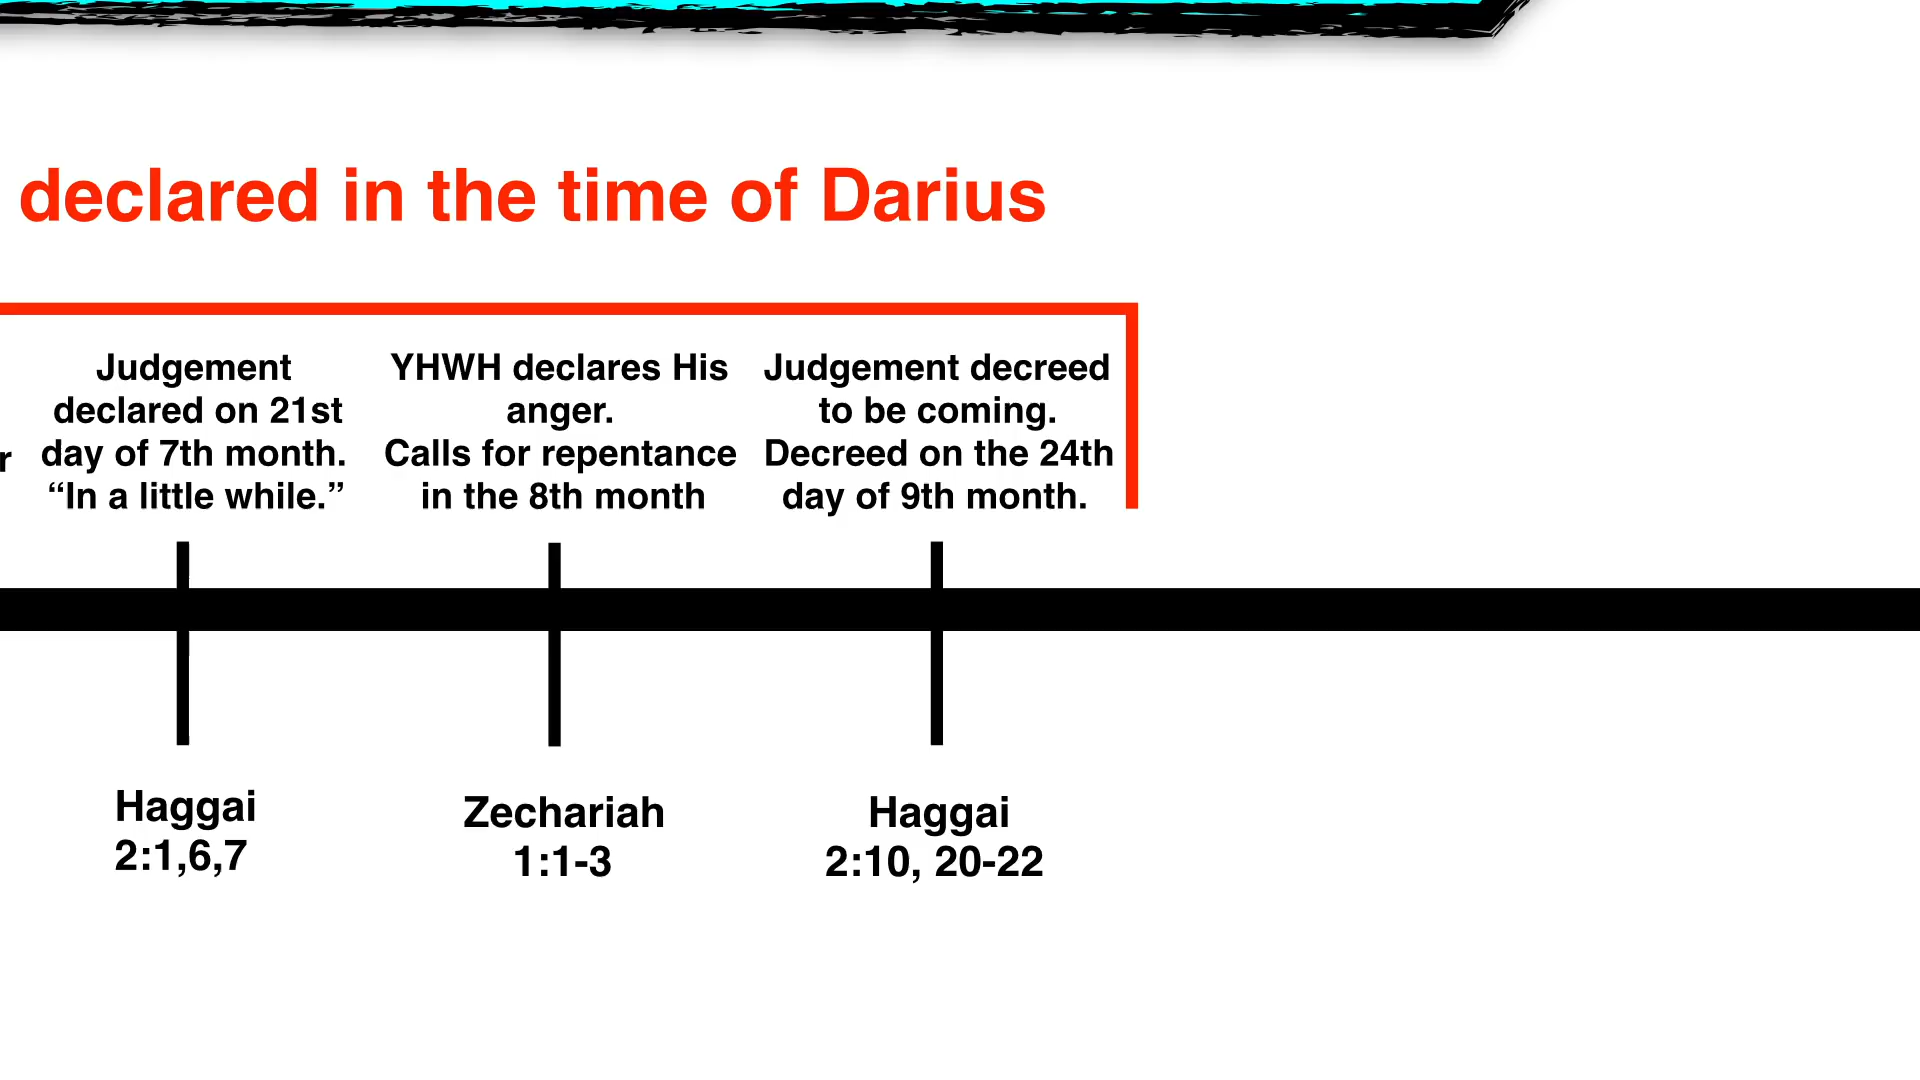 declared in the time of Darius
Judgement
declared on 21st
day of 7th month.
“In a little while.”
YHWH declares His
anger.
Calls for repentance
in the 8th month
Judgement decreed
to be coming.
Decreed on the 24th
day of 9th month.
Haggai
2:1,6,7
Zechariah
1:1-3
Haggai
2:10, 20-22